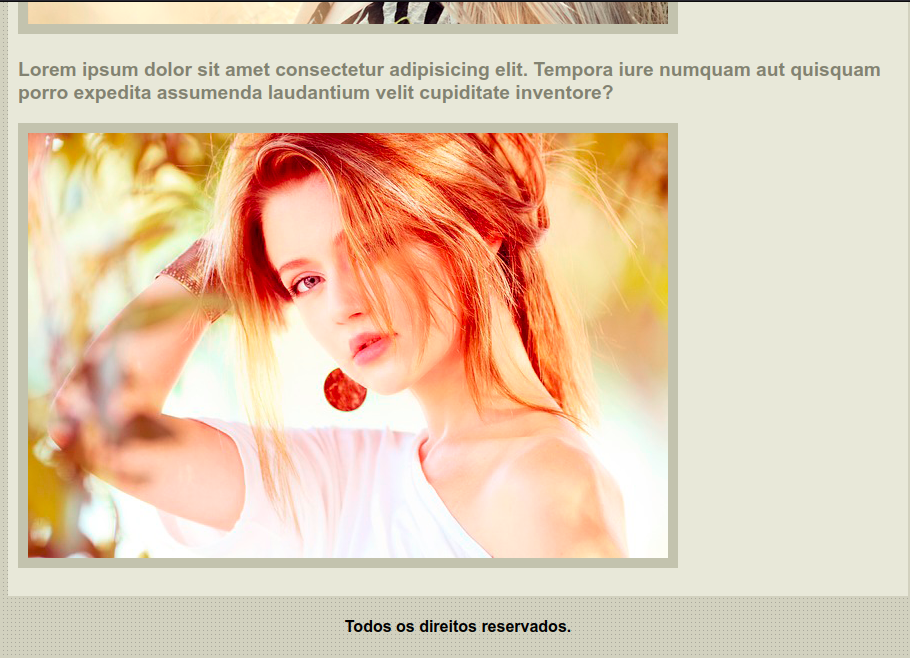 Lorem ipsum dolor sit amet consectetur adipisicing elit. Tempora iure numquam aut quisquam
porro expedita assumenda laudantium velit cupiditate inventore?
Todos os direitos reservados.